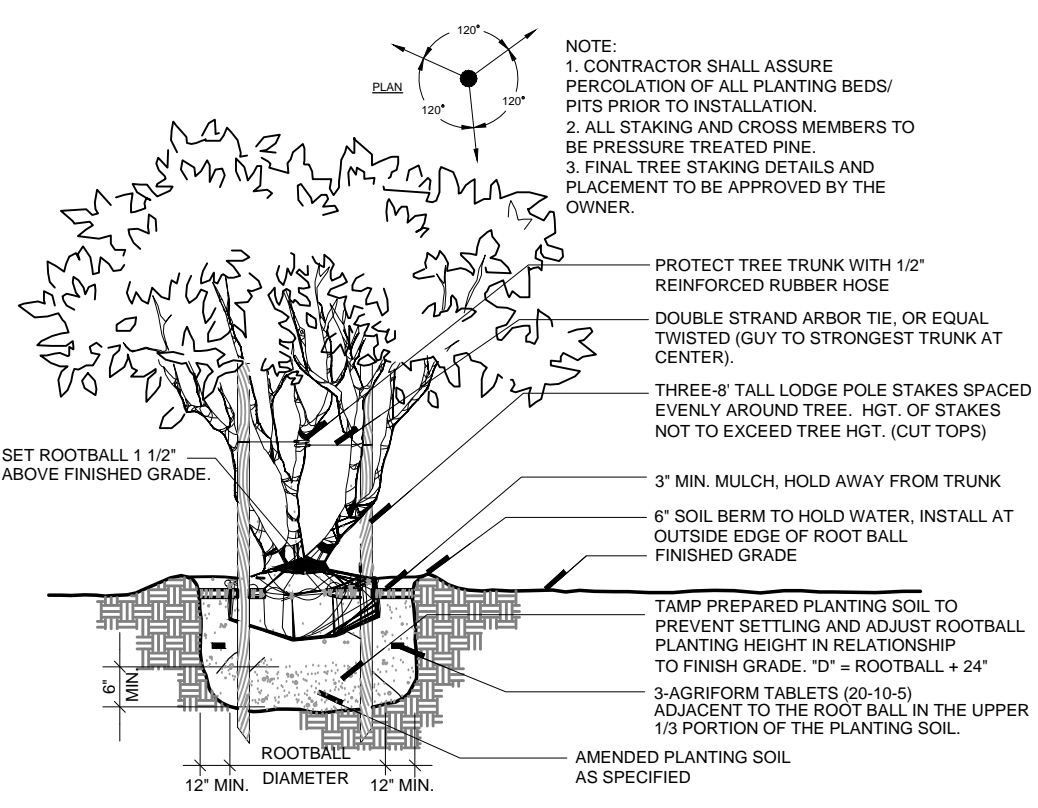 120°
120°
120°
PLAN
NOTE:
1. CONTRACTOR SHALL ASSURE
PERCOLATION OF ALL PLANTING BEDS/
PITS PRIOR TO INSTALLATION.
2. ALL STAKING AND CROSS MEMBERS TO
BE PRESSURE TREATED PINE.
3. FINAL TREE STAKING DETAILS AND
PLACEMENT TO BE APPROVED BY THE
OWNER.
PROTECT TREE TRUNK WITH 1/2"
REINFORCED RUBBER HOSE
DOUBLE STRAND ARBOR TIE, OR EQUAL
TWISTED (GUY TO STRONGEST TRUNK AT
CENTER).
THREE-8' TALL LODGE POLE STAKES SPACED
EVENLY AROUND TREE. HGT. OF STAKES
NOT TO EXCEED TREE HGT. (CUT TOPS)
SET ROOTBALL 1 1/2"
ABOVE FINISHED GRADE.
3" MIN. MULCH, HOLD AWAY FROM TRUNK
6" SOIL BERM TO HOLD WATER, INSTALL AT
OUTSIDE EDGE OF ROOT BALL
FINISHED GRADE
TAMP PREPARED PLANTING SOIL TO
PREVENT SETTLING AND ADJUST ROOTBALL
PLANTING HEIGHT IN RELATIONSHIP
TO FINISH GRADE. "D" = ROOTBALL + 24"
3-AGRIFORM TABLETS (20-10-5)
ADJACENT TO THE ROOT BALL IN THE UPPER
1/3 PORTION OF THE PLANTING SOIL.
AMENDED PLANTING SOIL
AS SPECIFIED
6"
MIN.
ROOTBALL
DIAMETER
12" MIN.
12" MIN.